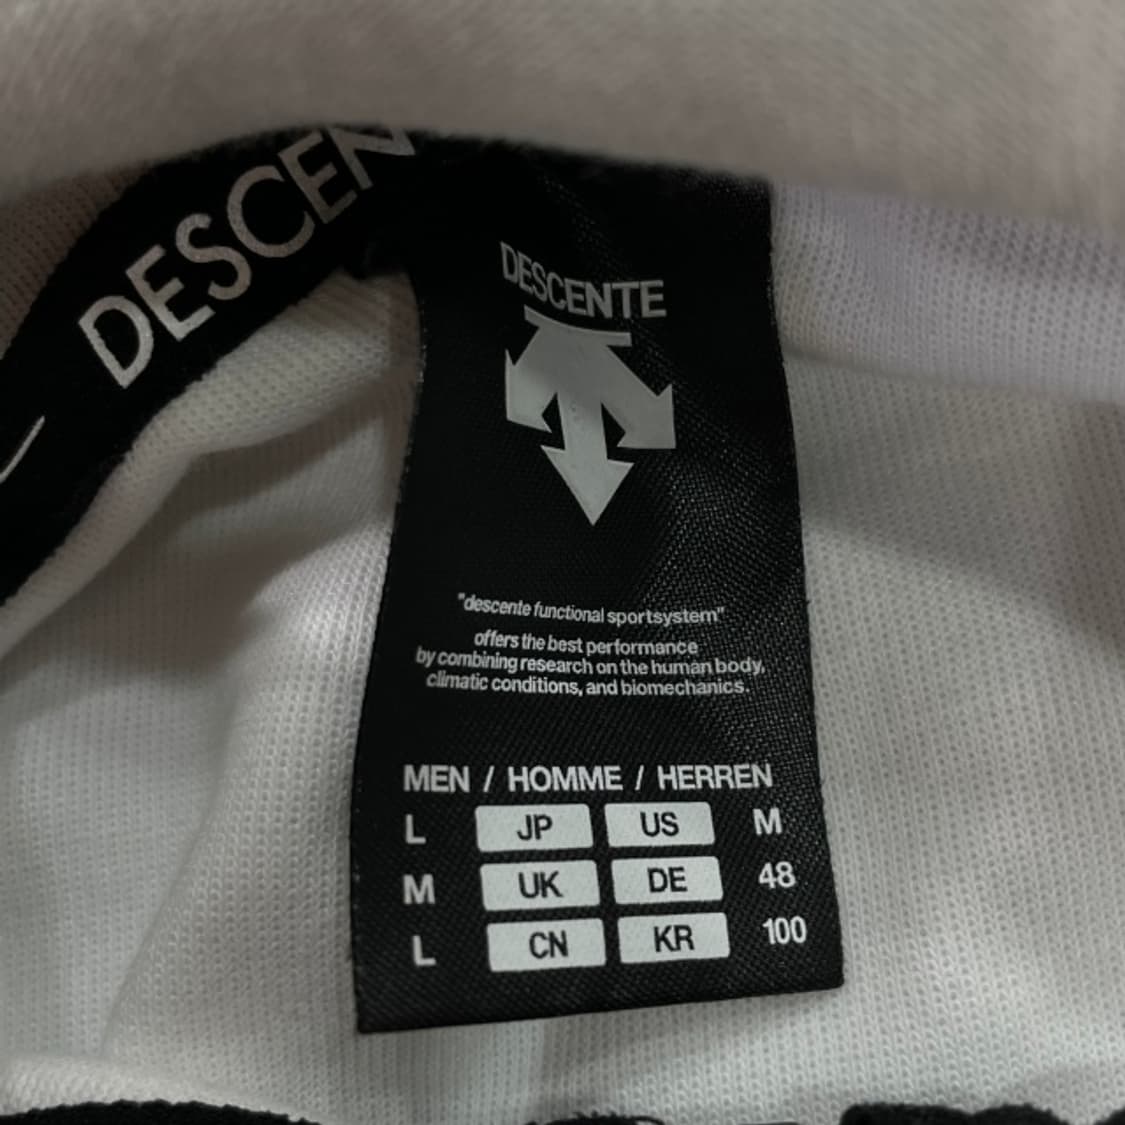 DESCEN
DESCENTE
"descente functional sportsystem"
offers the best performance
by combining research on the human body,
climatic conditions, and biomechanics.
MEN / HOMME / HERREN
L JP US M
M UK DE 48
L CN KR 100